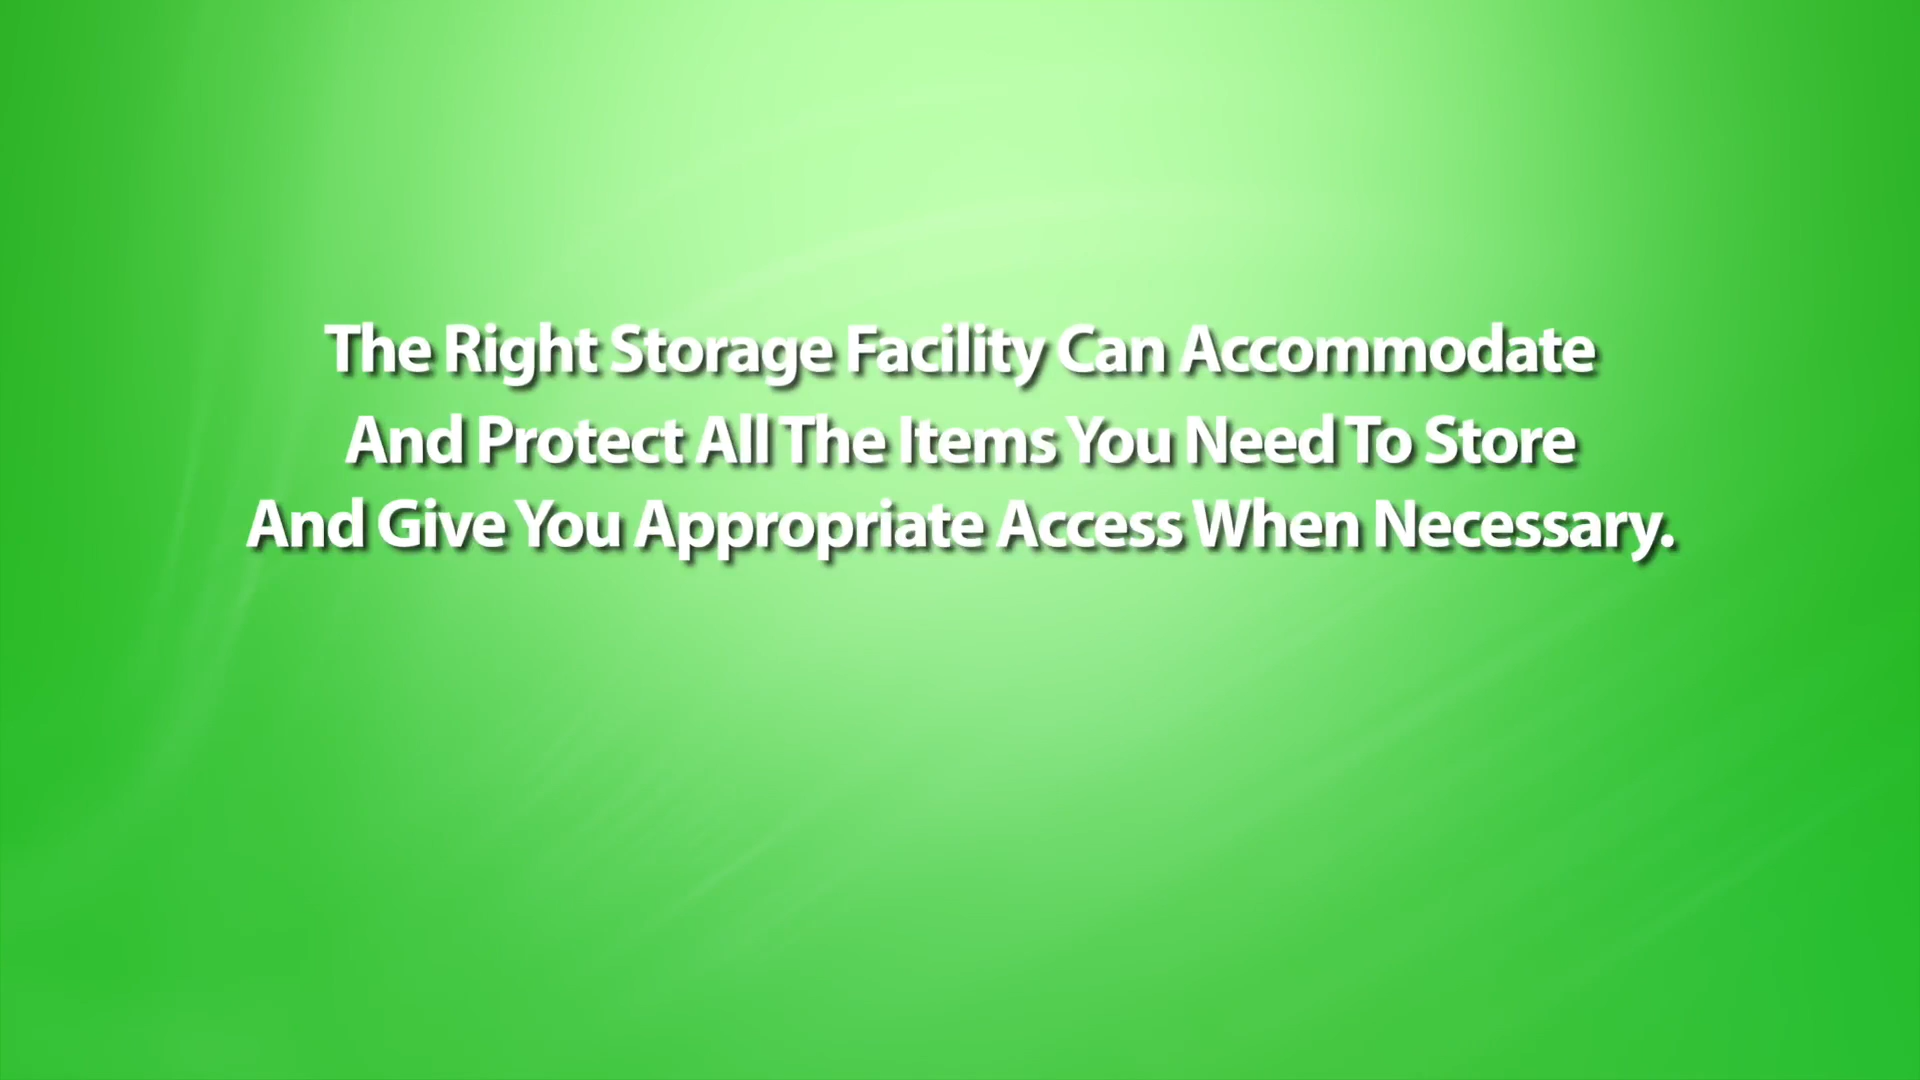 The Right Storage Facility Can Accommodate
And Protect All The Items You Need To Store
And Give You Appropriate Access When Necessary.